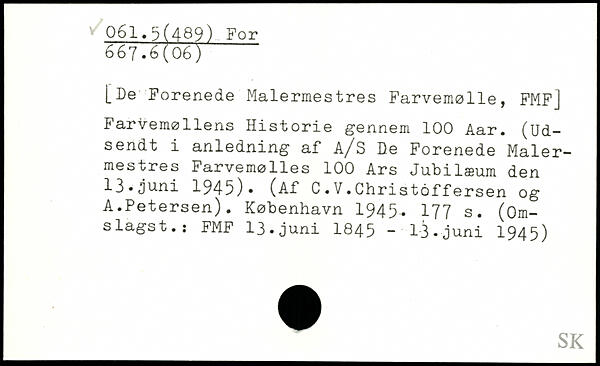 061.5(489) For
667.6(06)
[De Forenede Malermestres Farvemølle, FMF]
Farvemøllens Historie gennem 100 Aar. (Ud-
sendt i anledning af A/S De Forenede Maler-
mestres Farvemølles 100 Ars Jubilæum den
13.juni 1945). (Af C.V.Christoffersen og
A.Petersen). København 1945. 177 s. (Om-
slagst.: FMF 13.juni 1845 - 13.juni 1945)
SK